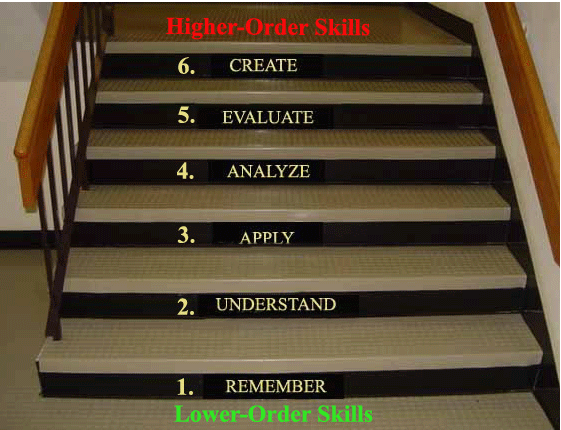 Higher-Order Skills
6. CREATE
5. EVALUATE
4. ANALYZE
3. APPLY
2. UNDERSTAND
1. REMEMBER
Lower-Order Skills